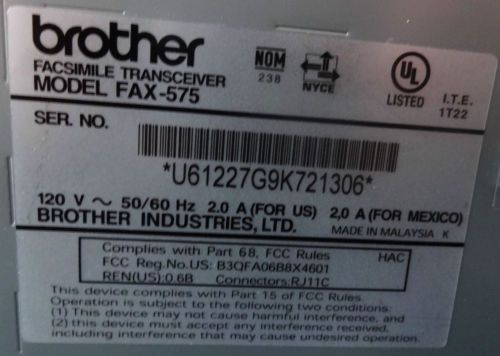 brother
FACSIMILE TRANSCEIVER
MODEL FAX-575
NOM
238
NYCE
UL
LISTED
I.T.E.
1T22
SER. NO.
*U61227G9K721306*
120 V ~ 50/60 Hz 2.0 A (FOR US) 2,0 A (FOR MEXICO)
BROTHER INDUSTRIES, LTD. MADE IN MALAYSIA K
Complies with Part 68, FCC Rules HAC
FCC Reg.No.US: B3QFA06B8X4601
REN(US):0.6B Connectors:RJ11C
This device complies with Part 15 of FCC Rules.
Operation is subject to the following two conditions:
(1) This device may not cause harmful interference, and
(2) this device must accept any interference received,
including interference that may cause undesired operation.